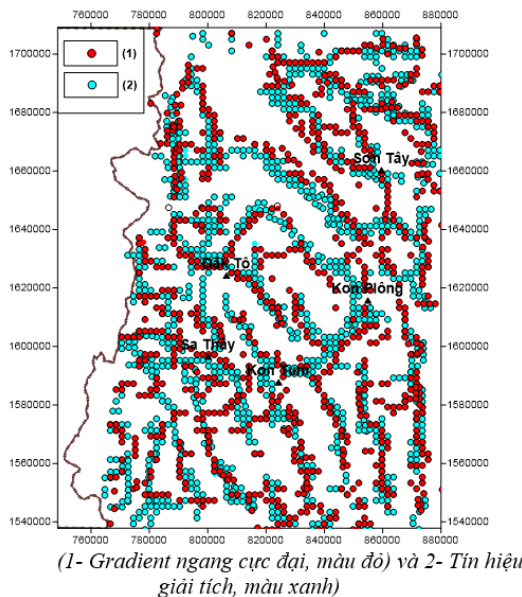 760000 780000 800000 820000 840000 860000 880000
1700000 1700000
(1)
(2)
1680000 1680000
Sơn Tây
1660000 1660000
1640000 1640000
Tô
1620000 Kon Plông 1620000
1600000 Sa Thầy 1600000
Kon Tum
1580000 1580000
1560000 1560000
1540000 1540000
760000 780000 800000 820000 840000 860000 880000
(1- Gradient ngang cực đại, màu đỏ) và 2- Tín hiệu
giải tích, màu xanh)